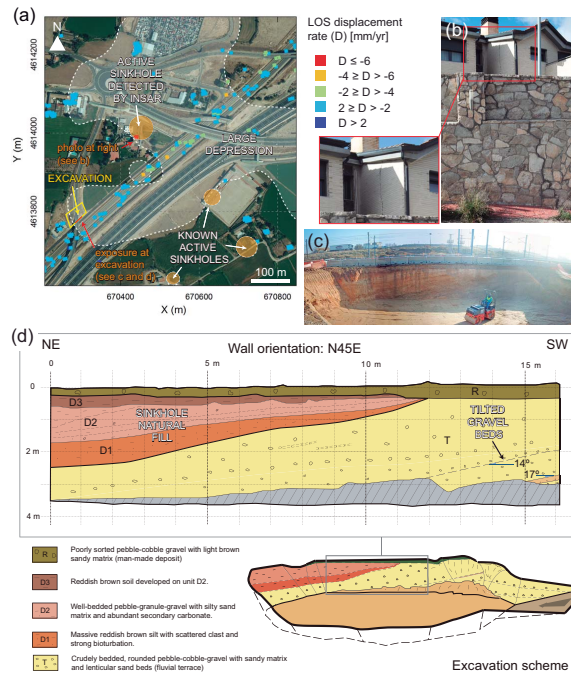 (a)
N
4614200
4614000
4613800
Y (m)
ACTIVE
SINKHOLE
DETECTED
BY INSAR
photo at right
(see b)
EXCAVATION
LARGE
DEPRESSION
KNOWN
ACTIVE
SINKHOLES
exposure at
excavation
(see c and d)
100 m
670400
670600
670800
X (m)
LOS displacement
rate (D) [mm/yr]
D ≤ -6
-4 ≥ D > -6
-2 ≥ D > -4
2 ≥ D > -2
D > 2
(b)
(c)
(d)
NE
Wall orientation: N45E
SW
0
5 m
10 m
15 m
0
2 m
4 m
D3
D2
D1
SINKHOLE
NATURAL
FILL
R
T
TILTED
GRAVEL
BEDS
14º
17º
R
Poorly sorted pebble-cobble gravel with light brown
sandy matrix (man-made deposit)
D3
Reddish brown soil developed on unit D2.
D2
Well-bedded pebble-granule-gravel with silty sand
matrix and abundant secondary carbonate.
D1
Massive reddish brown silt with scattered clast and
strong bioturbation.
T
Crudely bedded, rounded pebble-cobble-gravel with sandy matrix
and lenticular sand beds (fluvial terrace)
Excavation scheme